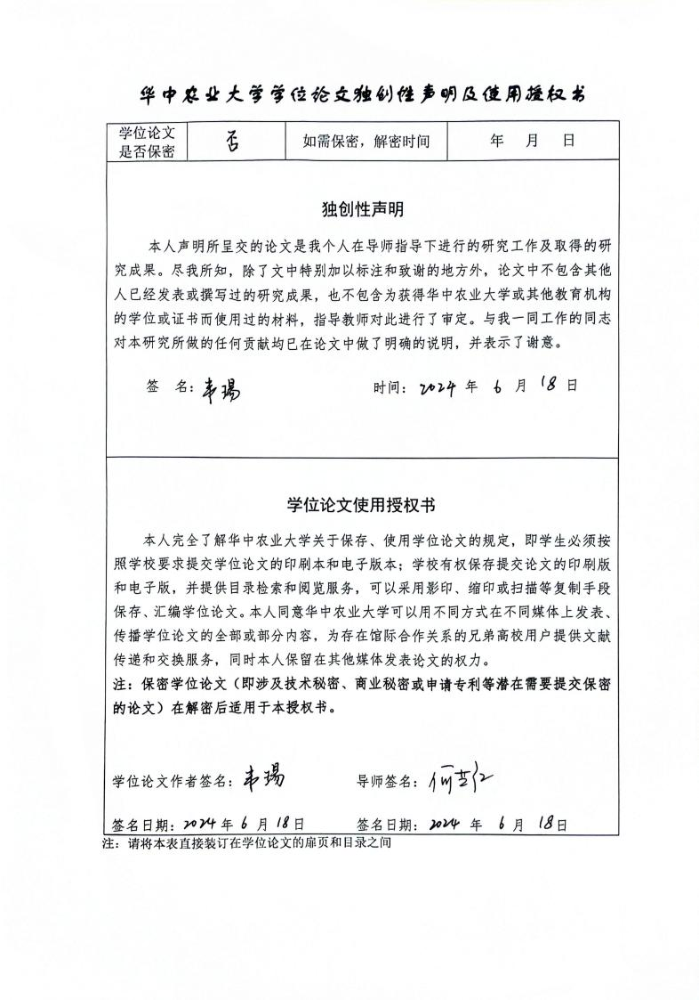 华中农业大学学位论文独创性声明及使用授权书
学位论文是否保密 否 如需保密，解密时间 年 月 日
独创性声明
本人声明所呈交的论文是我个人在导师指导下进行的研究工作及取得的研
究成果。尽我所知，除了文中特别加以标注和致谢的地方外，论文中不包含其他
人已经发表或撰写过的研究成果，也不包含为获得华中农业大学或其他教育机构
的学位或证书而使用过的材料，指导教师对此进行了审定。与我一同工作的同志
对本研究所做的任何贡献均已在论文中做了明确的说明，并表示了谢意。
签 名： 时间：2024 年 6 月 18 日
学位论文使用授权书
本人完全了解华中农业大学关于保存、使用学位论文的规定，即学生必须按
照学校要求提交学位论文的印刷本和电子版本；学校有权保存提交论文的印刷版
和电子版，并提供目录检索和阅览服务，可以采用影印、缩印或扫描等复制手段
保存、汇编学位论文。本人同意华中农业大学可以用不同方式在不同媒体上发表、
传播学位论文的全部或部分内容，为存在馆际合作关系的兄弟高校用户提供文献
传递和交换服务，同时本人保留在其他媒体发表论文的权力。
注：保密学位论文（即涉及技术秘密、商业秘密或申请专利等潜在需要提交保密
的论文）在解密后适用于本授权书。
学位论文作者签名： 导师签名：
签名日期：2024 年 6 月 18 日 签名日期：2024 年 6 月 18 日
注：请将本表直接装订在学位论文的扉页和目录之间